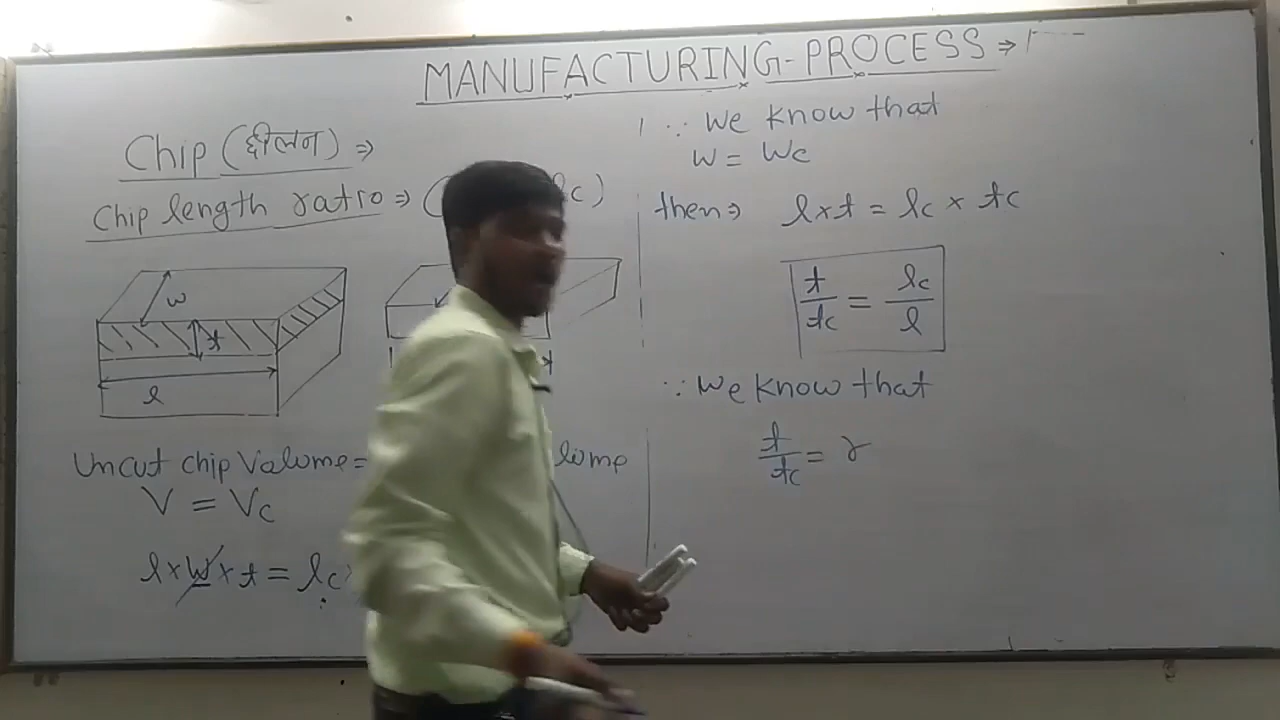 MANUFACTURING-PROCESS ⇒
Chip (छीलन) ⇒
Chip length ratio ⇒ ( c)
w
t
l
Uncut chip Volume =
V = Vc
l × w × t = lc ×
∵ We know that
w = wc
then ⇒ l × t = lc × tc
t/tc = lc/l
∵ We know that
t/tc = r